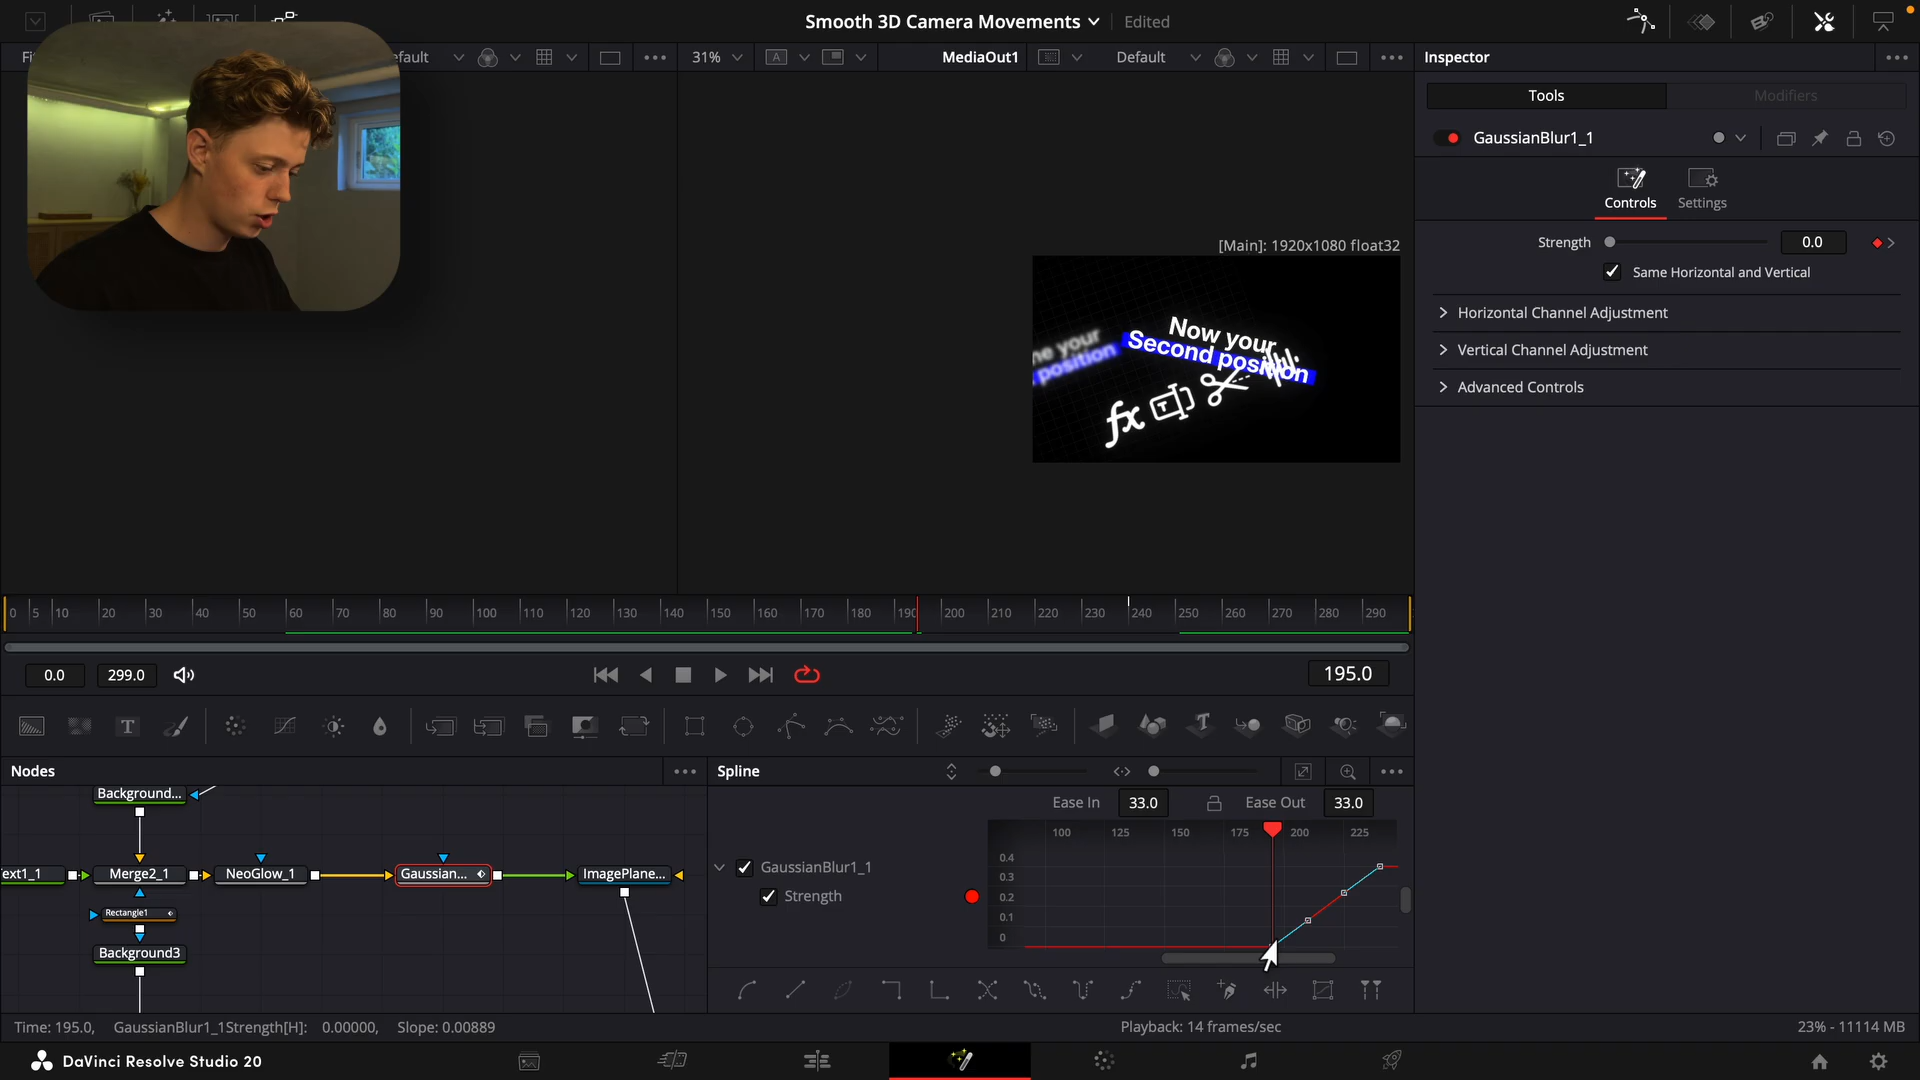 Smooth 3D Camera Movements Edited
Fi
efault
31%
A
MediaOut1
Default
Inspector
Tools
Modifiers
GaussianBlur1_1
Controls
Settings
Strength 0.0
Same Horizontal and Vertical
Horizontal Channel Adjustment
Vertical Channel Adjustment
Advanced Controls
[Main]: 1920x1080 float32
ne your
position
Now your
Second position
fx T
0 5 10 20 30 40 50 60 70 80 90 100 110 120 130 140 150 160 170 180 190 200 210 220 230 240 250 260 270 280 290
0.0 299.0 195.0
Nodes
Spline
Ease In 33.0 Ease Out 33.0
100 125 150 175 200 225
0.4
0.3
0.2
0.1
0
GaussianBlur1_1
Strength
Background...
ext1_1
Merge2_1
NeoGlow_1
Gaussian...
ImagePlane...
Rectangle1
Background3
Time: 195.0, GaussianBlur1_1Strength[H]: 0.00000, Slope: 0.00889
Playback: 14 frames/sec
23% - 11114 MB
DaVinci Resolve Studio 20